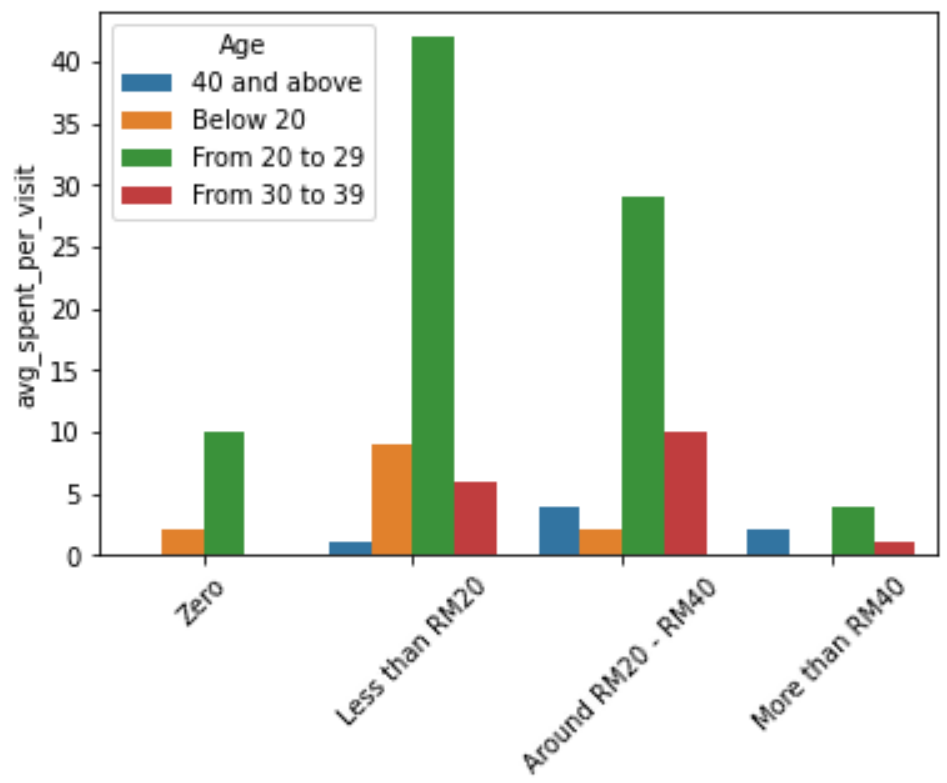 Age
40 and above
Below 20
From 20 to 29
From 30 to 39
avg_spent_per_visit
40
35
30
25
20
15
10
5
0
Zero
Less than RM20
Around RM20 - RM40
More than RM40